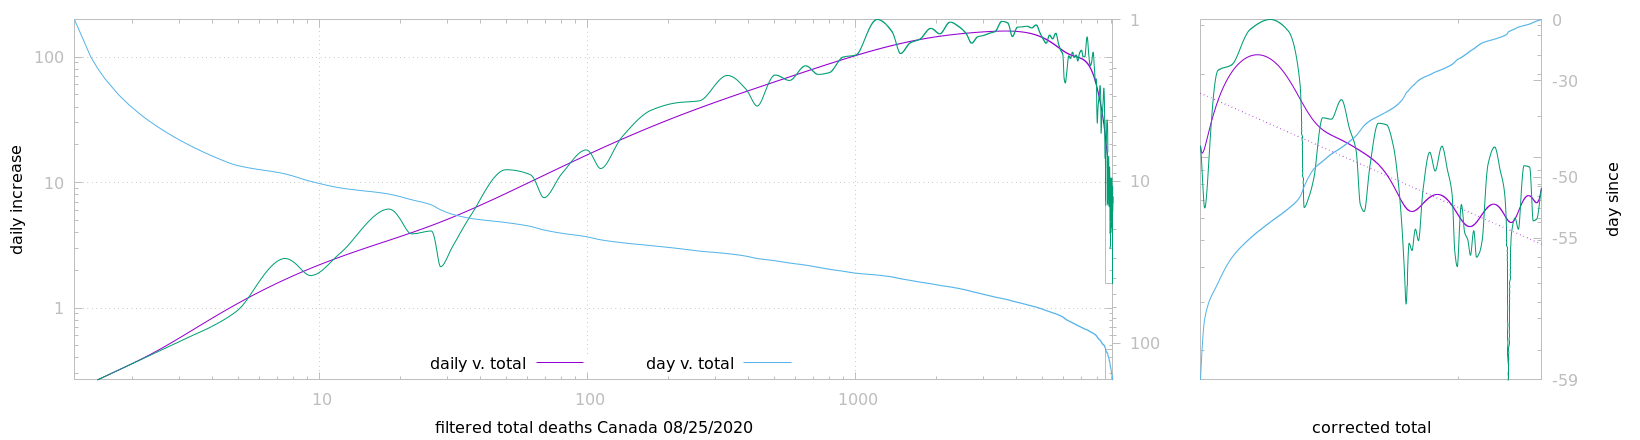 daily increase
100
10
1
daily v. total
day v. total
10
100
1000
filtered total deaths Canada 08/25/2020
1
10
100
0
-30
-50
-55
-59
day since
corrected total